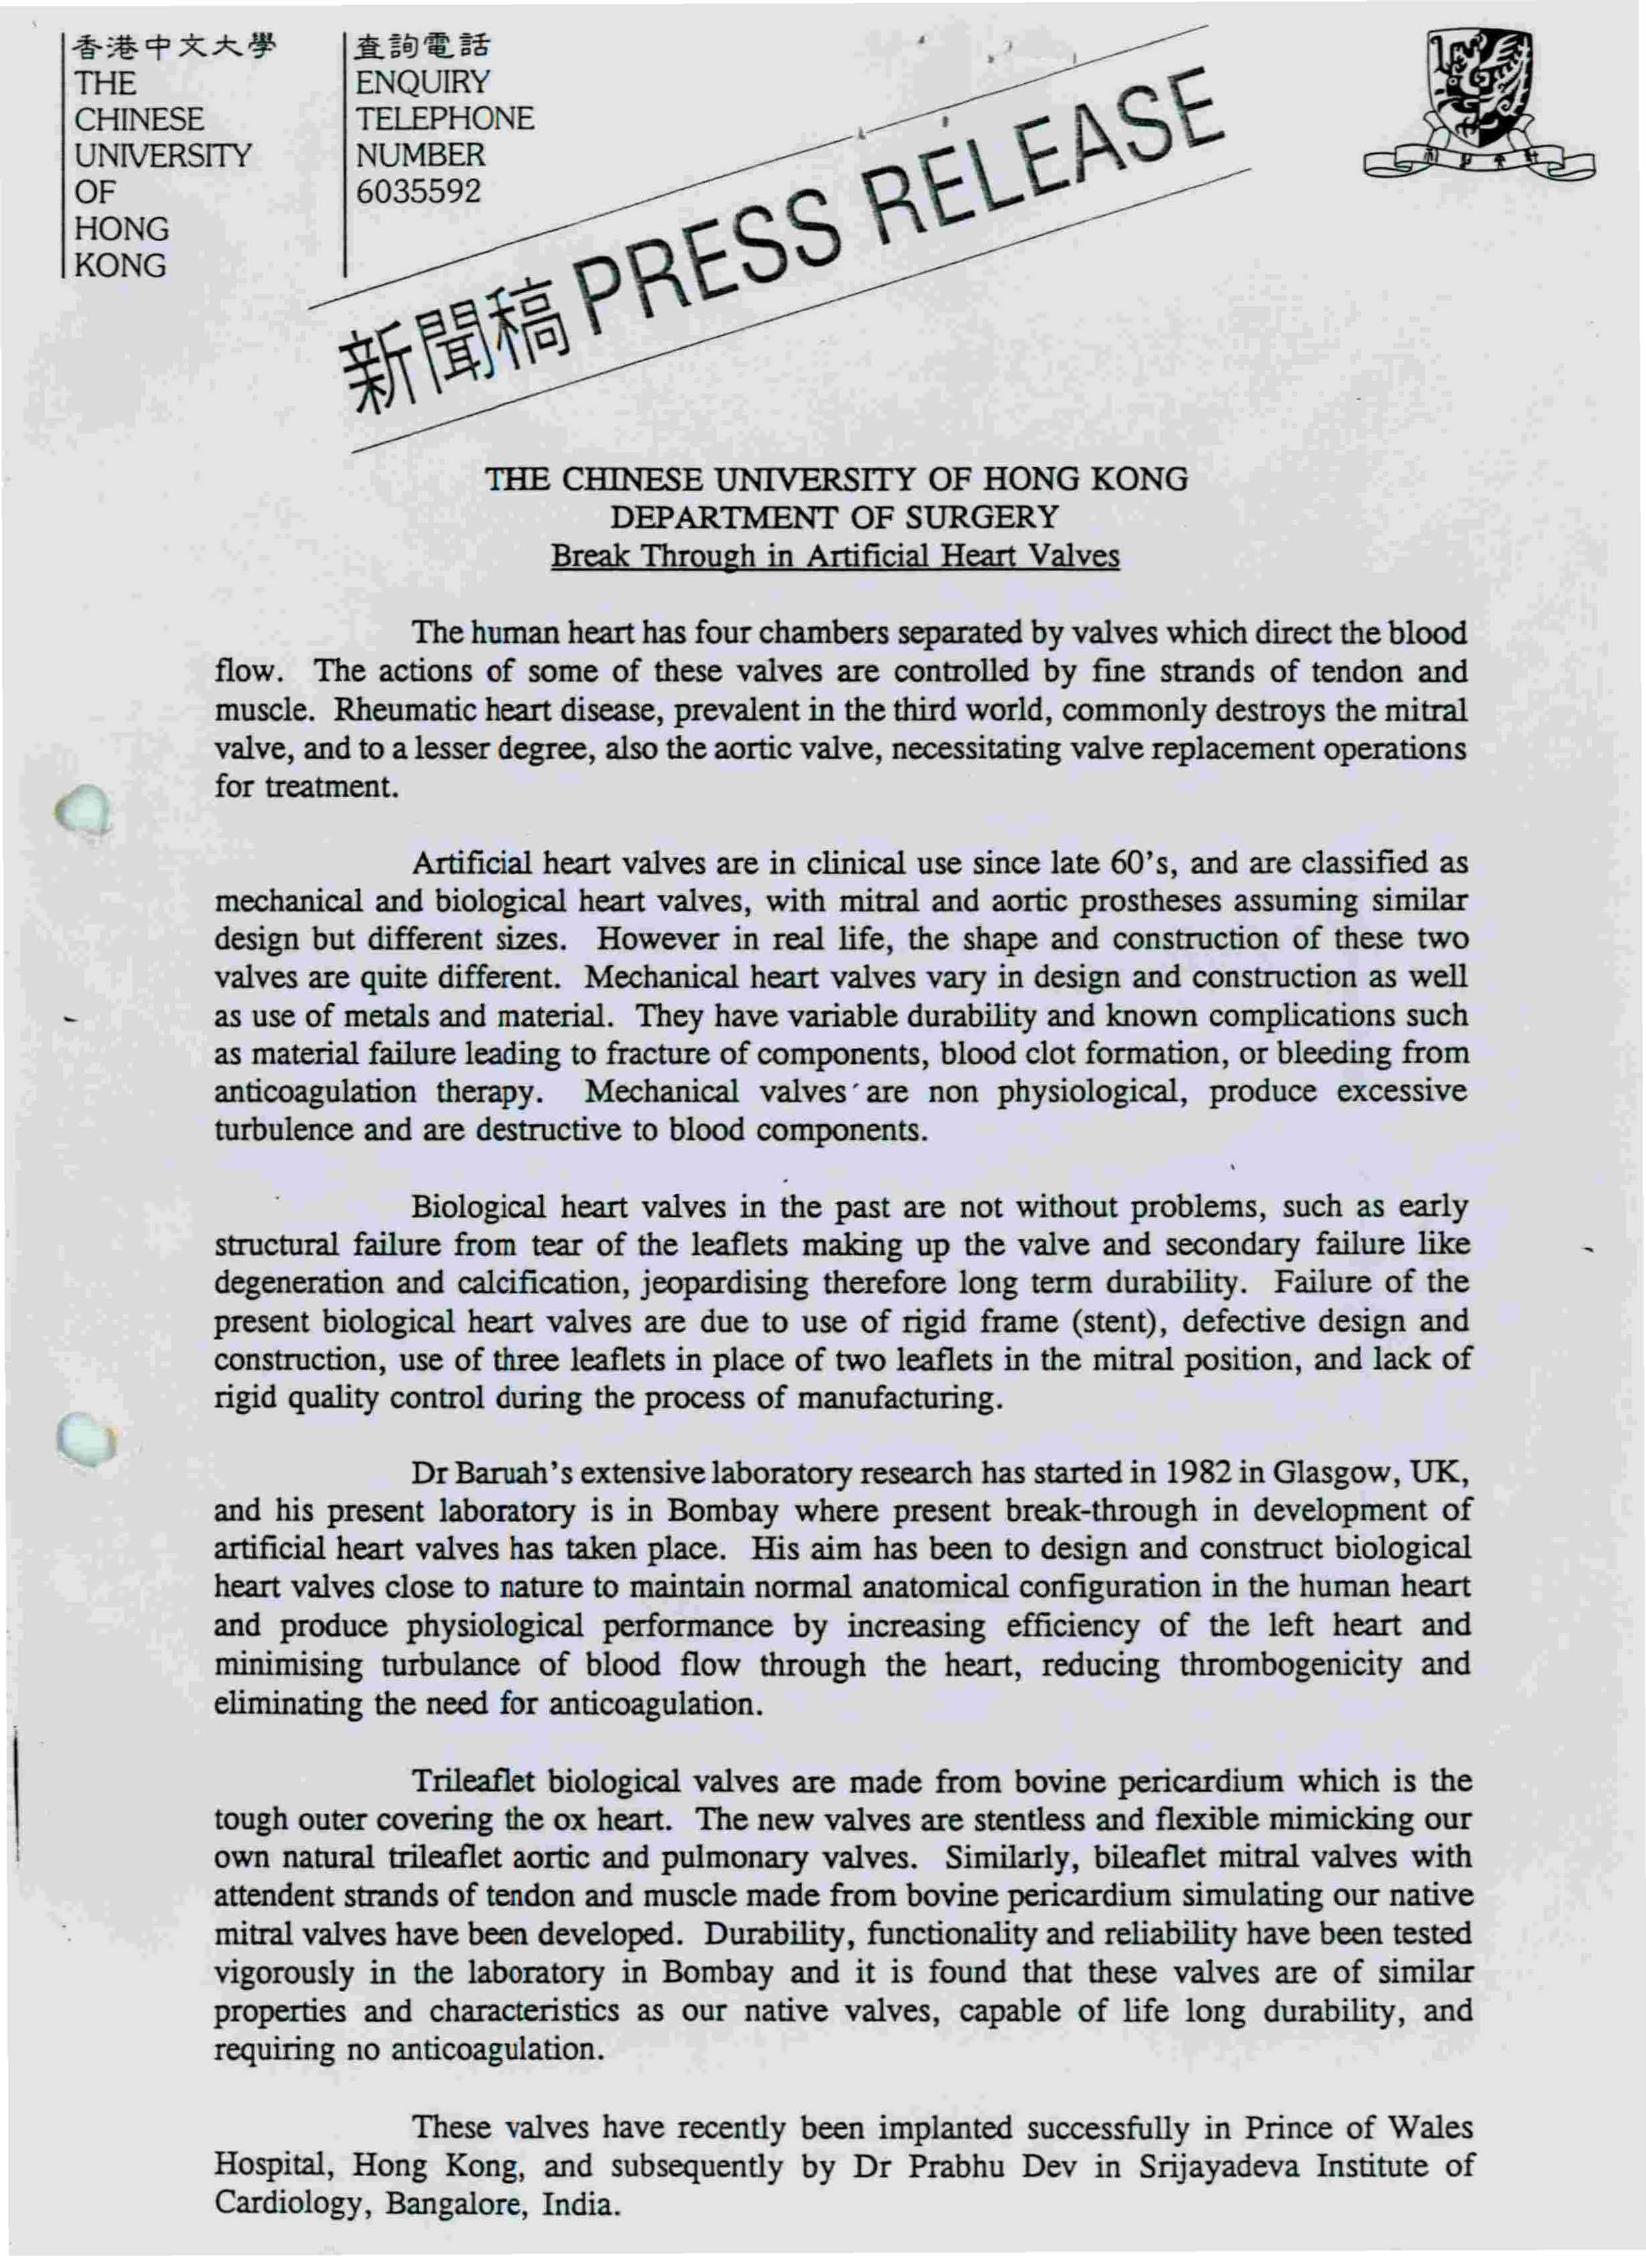 香港中文大學
THE
CHINESE
UNIVERSITY
OF
HONG
KONG
查詢電話
ENQUIRY
TELEPHONE
NUMBER
6035592
新聞稿 PRESS RELEASE
THE CHINESE UNIVERSITY OF HONG KONG
DEPARTMENT OF SURGERY
Break Through in Artificial Heart Valves
The human heart has four chambers separated by valves which direct the blood
flow. The actions of some of these valves are controlled by fine strands of tendon and
muscle. Rheumatic heart disease, prevalent in the third world, commonly destroys the mitral
valve, and to a lesser degree, also the aortic valve, necessitating valve replacement operations
for treatment.
Artificial heart valves are in clinical use since late 60's, and are classified as
mechanical and biological heart valves, with mitral and aortic prostheses assuming similar
design but different sizes. However in real life, the shape and construction of these two
valves are quite different. Mechanical heart valves vary in design and construction as well
as use of metals and material. They have variable durability and known complications such
as material failure leading to fracture of components, blood clot formation, or bleeding from
anticoagulation therapy. Mechanical valves are non physiological, produce excessive
turbulence and are destructive to blood components.
Biological heart valves in the past are not without problems, such as early
structural failure from tear of the leaflets making up the valve and secondary failure like
degeneration and calcification, jeopardising therefore long term durability. Failure of the
present biological heart valves are due to use of rigid frame (stent), defective design and
construction, use of three leaflets in place of two leaflets in the mitral position, and lack of
rigid quality control during the process of manufacturing.
Dr Baruah's extensive laboratory research has started in 1982 in Glasgow, UK,
and his present laboratory is in Bombay where present break-through in development of
artificial heart valves has taken place. His aim has been to design and construct biological
heart valves close to nature to maintain normal anatomical configuration in the human heart
and produce physiological performance by increasing efficiency of the left heart and
minimising turbulance of blood flow through the heart, reducing thrombogenicity and
eliminating the need for anticoagulation.
Trileaflet biological valves are made from bovine pericardium which is the
tough outer covering the ox heart. The new valves are stentless and flexible mimicking our
own natural trileaflet aortic and pulmonary valves. Similarly, bileaflet mitral valves with
attendent strands of tendon and muscle made from bovine pericardium simulating our native
mitral valves have been developed. Durability, functionality and reliability have been tested
vigorously in the laboratory in Bombay and it is found that these valves are of similar
properties and characteristics as our native valves, capable of life long durability, and
requiring no anticoagulation.
These valves have recently been implanted successfully in Prince of Wales
Hospital, Hong Kong, and subsequently by Dr Prabhu Dev in Srijayadeva Institute of
Cardiology, Bangalore, India.